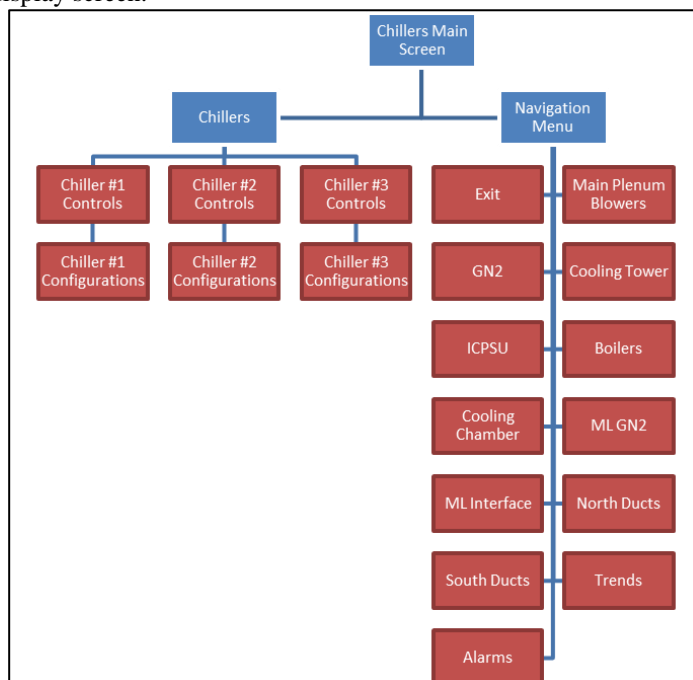 display screen.
Chillers Main
Screen
Chillers
Navigation
Menu
Chiller #1
Controls
Chiller #2
Controls
Chiller #3
Controls
Exit
Main Plenum
Blowers
Chiller #1
Configurations
Chiller #2
Configurations
Chiller #3
Configurations
GN2
Cooling Tower
ICPSU
Boilers
Cooling
Chamber
ML GN2
ML Interface
North Ducts
South Ducts
Trends
Alarms